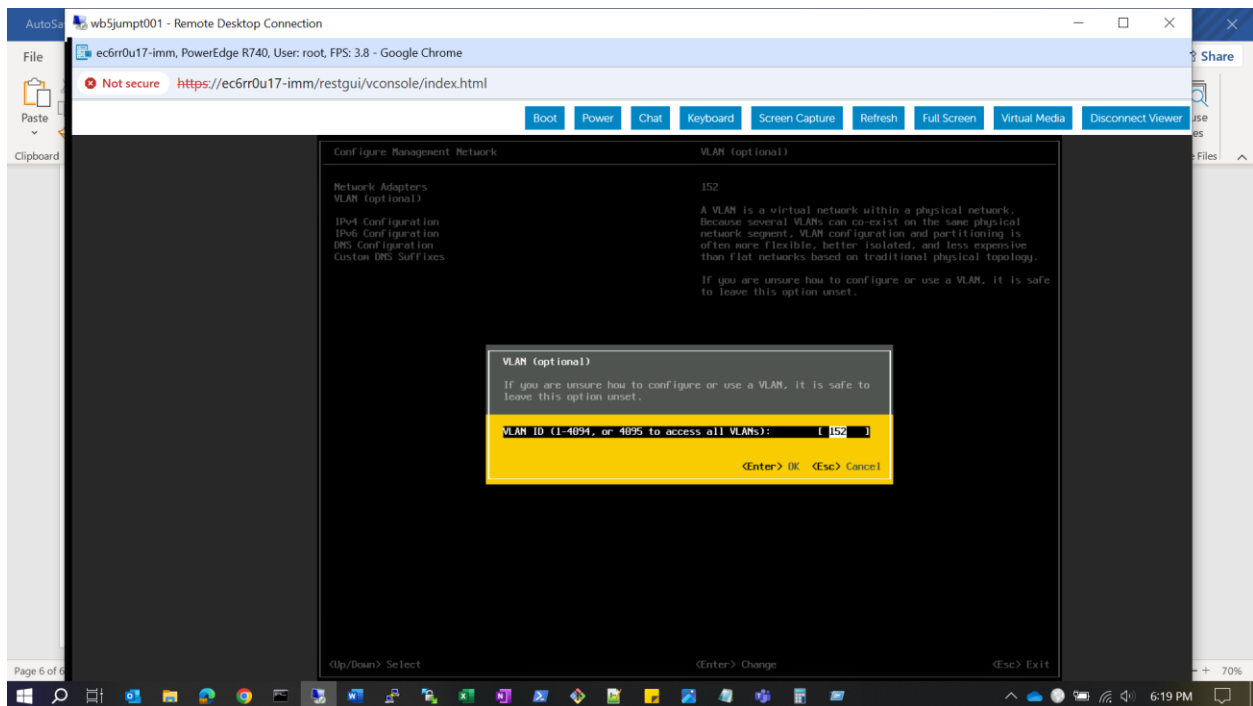 AutoSa
wb5jumpt001 - Remote Desktop Connection
File
ec6rr0u17-imm, PowerEdge R740, User: root, FPS: 3.8 - Google Chrome
Share
Not secure https://ec6rr0u17-imm/restgui/vconsole/index.html
Paste
Boot Power Chat Keyboard Screen Capture Refresh Full Screen Virtual Media Disconnect Viewer
use
es
Clipboard
e Files
Configure Management Network
VLAN (optional)
Network Adapters
VLAN (optional)
IPv4 Configuration
IPv6 Configuration
DNS Configuration
Custom DNS Suffixes
152
A VLAN is a virtual network within a physical network.
Because several VLANs can co-exist on the same physical
network segment, VLAN configuration and partitioning is
often more flexible, better isolated, and less expensive
than flat networks based on traditional physical topology.
If you are unsure how to configure or use a VLAN, it is safe
to leave this option unset.
VLAN (optional)
If you are unsure how to configure or use a VLAN, it is safe to
leave this option unset.
VLAN ID (1-4094, or 4095 to access all VLANs): [ 152 ]
<Enter> OK <Esc> Cancel
<Up/Down> Select
<Enter> Change
<Esc> Exit
Page 6 of 6
70%
6:19 PM